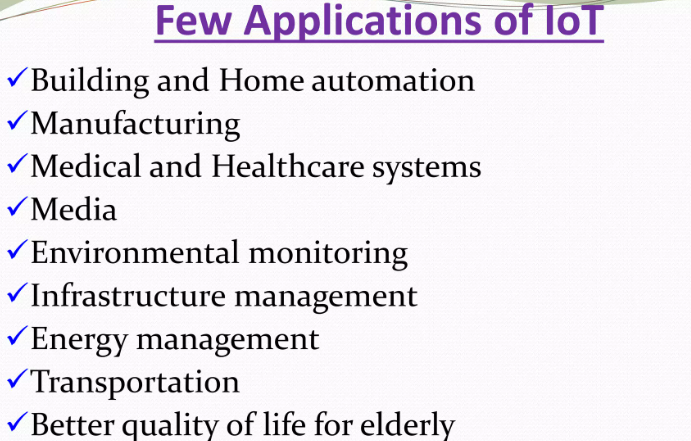 Few Applications of IoT
✓Building and Home automation
✓Manufacturing
✓Medical and Healthcare systems
✓Media
✓Environmental monitoring
✓Infrastructure management
✓Energy management
✓Transportation
✓Better quality of life for elderly